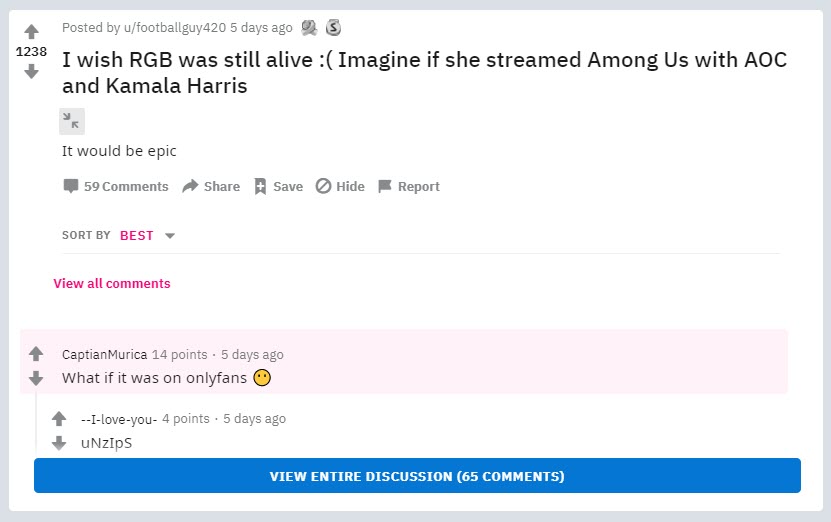 Posted by u/footballguy420 5 days ago
1238
I wish RGB was still alive :( Imagine if she streamed Among Us with AOC
and Kamala Harris
It would be epic
59 Comments Share Save Hide Report
SORT BY BEST
View all comments
CaptianMurica 14 points · 5 days ago
What if it was on onlyfans 😶
--I-love-you- 4 points · 5 days ago
uNzIpS
VIEW ENTIRE DISCUSSION (65 COMMENTS)